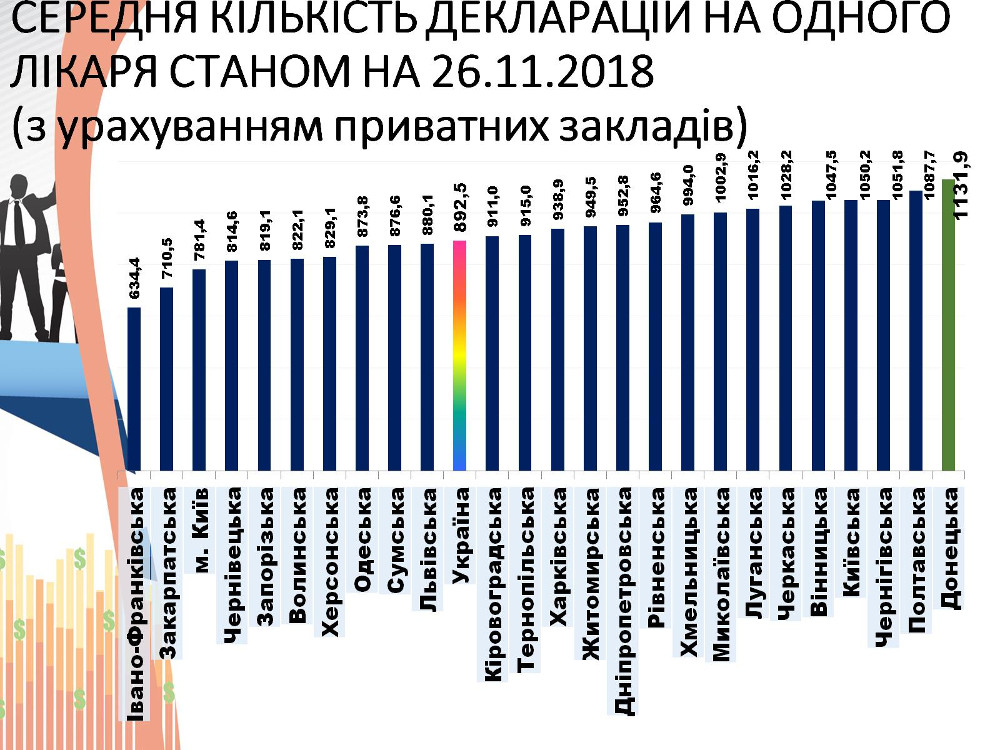 СЕРЕДНЯ КІЛЬКІСТЬ ДЕКЛАРАЦІЙ НА ОДНОГО
ЛІКАРЯ СТАНОМ НА 26.11.2018
(з урахуванням приватних закладів)
634,4
710,5
781,4
814,6
819,1
822,1
829,1
873,8
876,6
880,1
892,5
911,0
915,0
938,9
949,5
952,8
964,6
994,0
1002,9
1016,2
1028,2
1047,5
1050,2
1051,8
1087,7
1131,9
Івано-Франківська
Закарпатська
м. Київ
Чернівецька
Запорізька
Волинська
Херсонська
Одеська
Сумська
Львівська
Україна
Кіровоградська
Тернопільська
Харківська
Житомирська
Дніпропетровська
Рівненська
Хмельницька
Миколаївська
Луганська
Черкаська
Вінницька
Київська
Чернігівська
Полтавська
Донецька
$
$
$
$
$
$
$
$